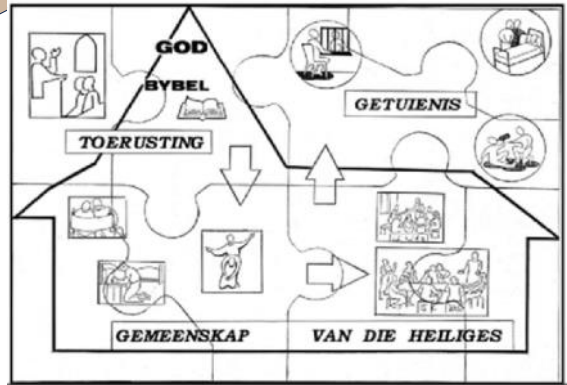 GOD
BYBEL
GETUIENIS
TOERUSTING
GEMEENSKAP VAN DIE HEILIGES